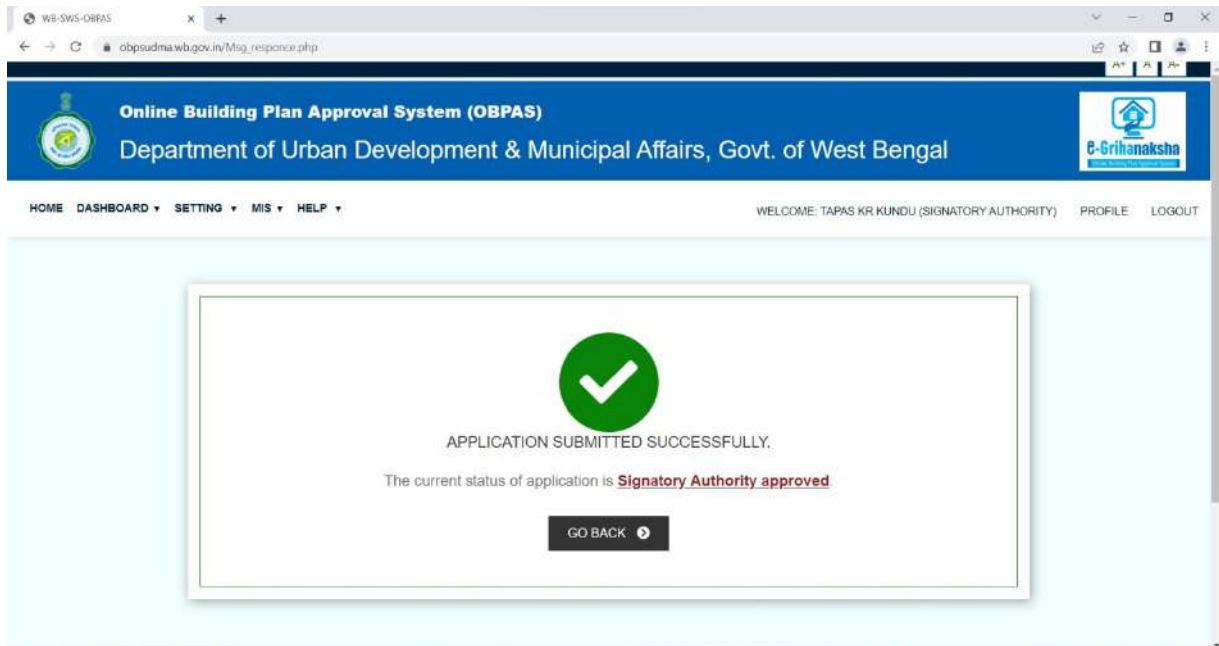 WB-SWS-OBPAS
obpsudma.wb.gov.in/Msg_responce.php
A+ A A-
Online Building Plan Approval System (OBPAS)
Department of Urban Development & Municipal Affairs, Govt. of West Bengal
e-Grihanaksha
HOME DASHBOARD SETTING MIS HELP WELCOME: TAPAS KR KUNDU (SIGNATORY AUTHORITY) PROFILE LOGOUT
APPLICATION SUBMITTED SUCCESSFULLY.
The current status of application is Signatory Authority approved.
GO BACK